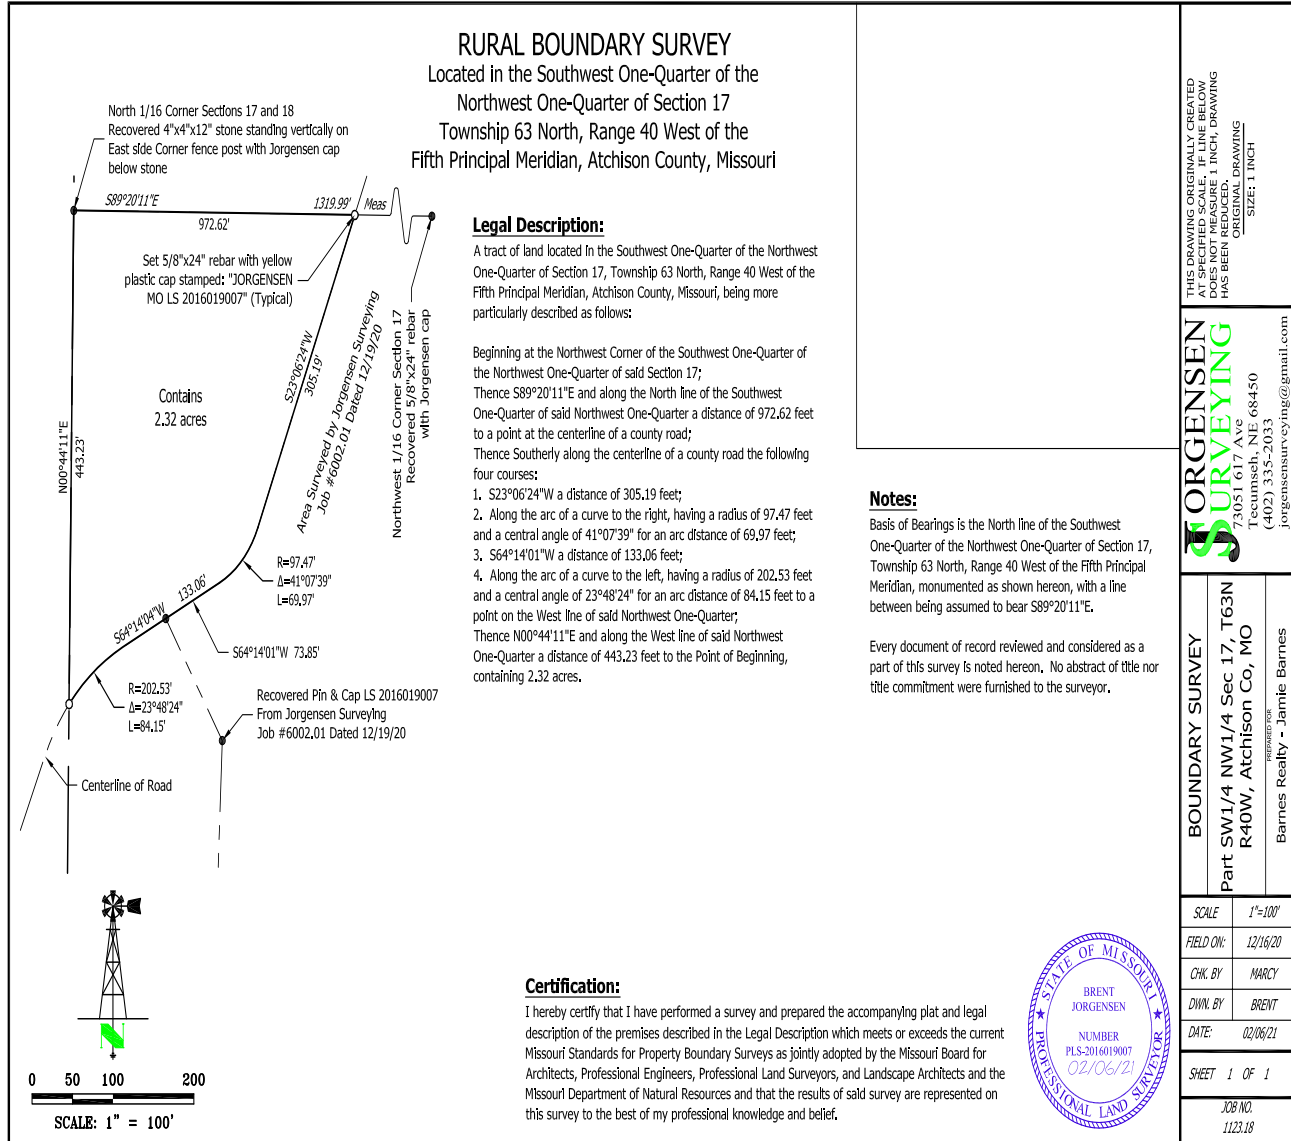 RURAL BOUNDARY SURVEY
Located in the Southwest One-Quarter of the
Northwest One-Quarter of Section 17
Township 63 North, Range 40 West of the
Fifth Principal Meridian, Atchison County, Missouri
North 1/16 Corner Sections 17 and 18
Recovered 4"x4"x12" stone standing vertically on
East side Corner fence post with Jorgensen cap
below stone
S89°20'11"E
1319.99' Meas
972.62'
Set 5/8"x24" rebar with yellow
plastic cap stamped: "JORGENSEN
MO LS 2016019007" (Typical)
S23°06'24"W
305.19'
Area Surveyed by Jorgensen Surveying
Job #6002.01 Dated 12/19/20
Northwest 1/16 Corner Section 17
Recovered 5/8"x24" rebar
with Jorgensen cap
Contains
2.32 acres
N00°44'11"E
443.23'
R=97.47'
Δ=41°07'39"
L=69.97'
S64°14'04"W
133.06'
S64°14'01"W 73.85'
R=202.53'
Δ=23°48'24"
L=84.15'
Recovered Pin & Cap LS 2016019007
From Jorgensen Surveying
Job #6002.01 Dated 12/19/20
Centerline of Road
N
0 50 100 200
SCALE: 1" = 100'
Legal Description:
A tract of land located in the Southwest One-Quarter of the Northwest
One-Quarter of Section 17, Township 63 North, Range 40 West of the
Fifth Principal Meridian, Atchison County, Missouri, being more
particularly described as follows:
Beginning at the Northwest Corner of the Southwest One-Quarter of
the Northwest One-Quarter of said Section 17;
Thence S89°20'11"E and along the North line of the Southwest
One-Quarter of said Northwest One-Quarter a distance of 972.62 feet
to a point at the centerline of a county road;
Thence Southerly along the centerline of a county road the following
four courses:
1. S23°06'24"W a distance of 305.19 feet;
2. Along the arc of a curve to the right, having a radius of 97.47 feet
and a central angle of 41°07'39" for an arc distance of 69.97 feet;
3. S64°14'01"W a distance of 133.06 feet;
4. Along the arc of a curve to the left, having a radius of 202.53 feet
and a central angle of 23°48'24" for an arc distance of 84.15 feet to a
point on the West line of said Northwest One-Quarter;
Thence N00°44'11"E and along the West line of said Northwest
One-Quarter a distance of 443.23 feet to the Point of Beginning,
containing 2.32 acres.
Notes:
Basis of Bearings is the North line of the Southwest
One-Quarter of the Northwest One-Quarter of Section 17,
Township 63 North, Range 40 West of the Fifth Principal
Meridian, monumented as shown hereon, with a line
between being assumed to bear S89°20'11"E.
Every document of record reviewed and considered as a
part of this survey is noted hereon. No abstract of title nor
title commitment were furnished to the surveyor.
Certification:
I hereby certify that I have performed a survey and prepared the accompanying plat and legal
description of the premises described in the Legal Description which meets or exceeds the current
Missouri Standards for Property Boundary Surveys as jointly adopted by the Missouri Board for
Architects, Professional Engineers, Professional Land Surveyors, and Landscape Architects and the
Missouri Department of Natural Resources and that the results of said survey are represented on
this survey to the best of my professional knowledge and belief.
STATE OF MISSOURI
BRENT
JORGENSEN
NUMBER
PLS-2016019007
02/06/21
PROFESSIONAL LAND SURVEYOR
THIS DRAWING ORIGINALLY CREATED
AT SPECIFIED SCALE. IF LINE BELOW
DOES NOT MEASURE 1 INCH, DRAWING
HAS BEEN REDUCED.
ORIGINAL DRAWING
SIZE: 1 INCH
JORGENSEN
SURVEYING
73051 617 Ave
Tecumseh, NE 68450
(402) 335-2033
jorgensensurveying@gmail.com
BOUNDARY SURVEY
Part SW1/4 NW1/4 Sec 17, T63N
R40W, Atchison Co, MO
PREPARED FOR
Barnes Realty - Jamie Barnes
SCALE 1"=100'
FIELD ON: 12/16/20
CHK. BY MARCY
DWN. BY BRENT
DATE: 02/06/21
SHEET 1 OF 1
JOB NO.
1123.18